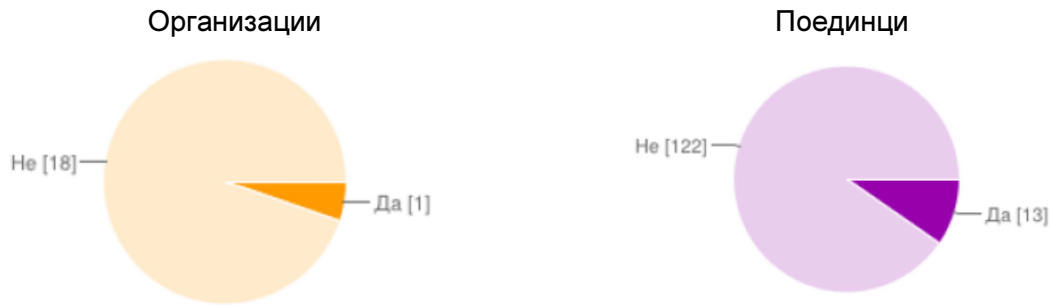 Организации
Поединци
Не [18]
Да [1]
Не [122]
Да [13]